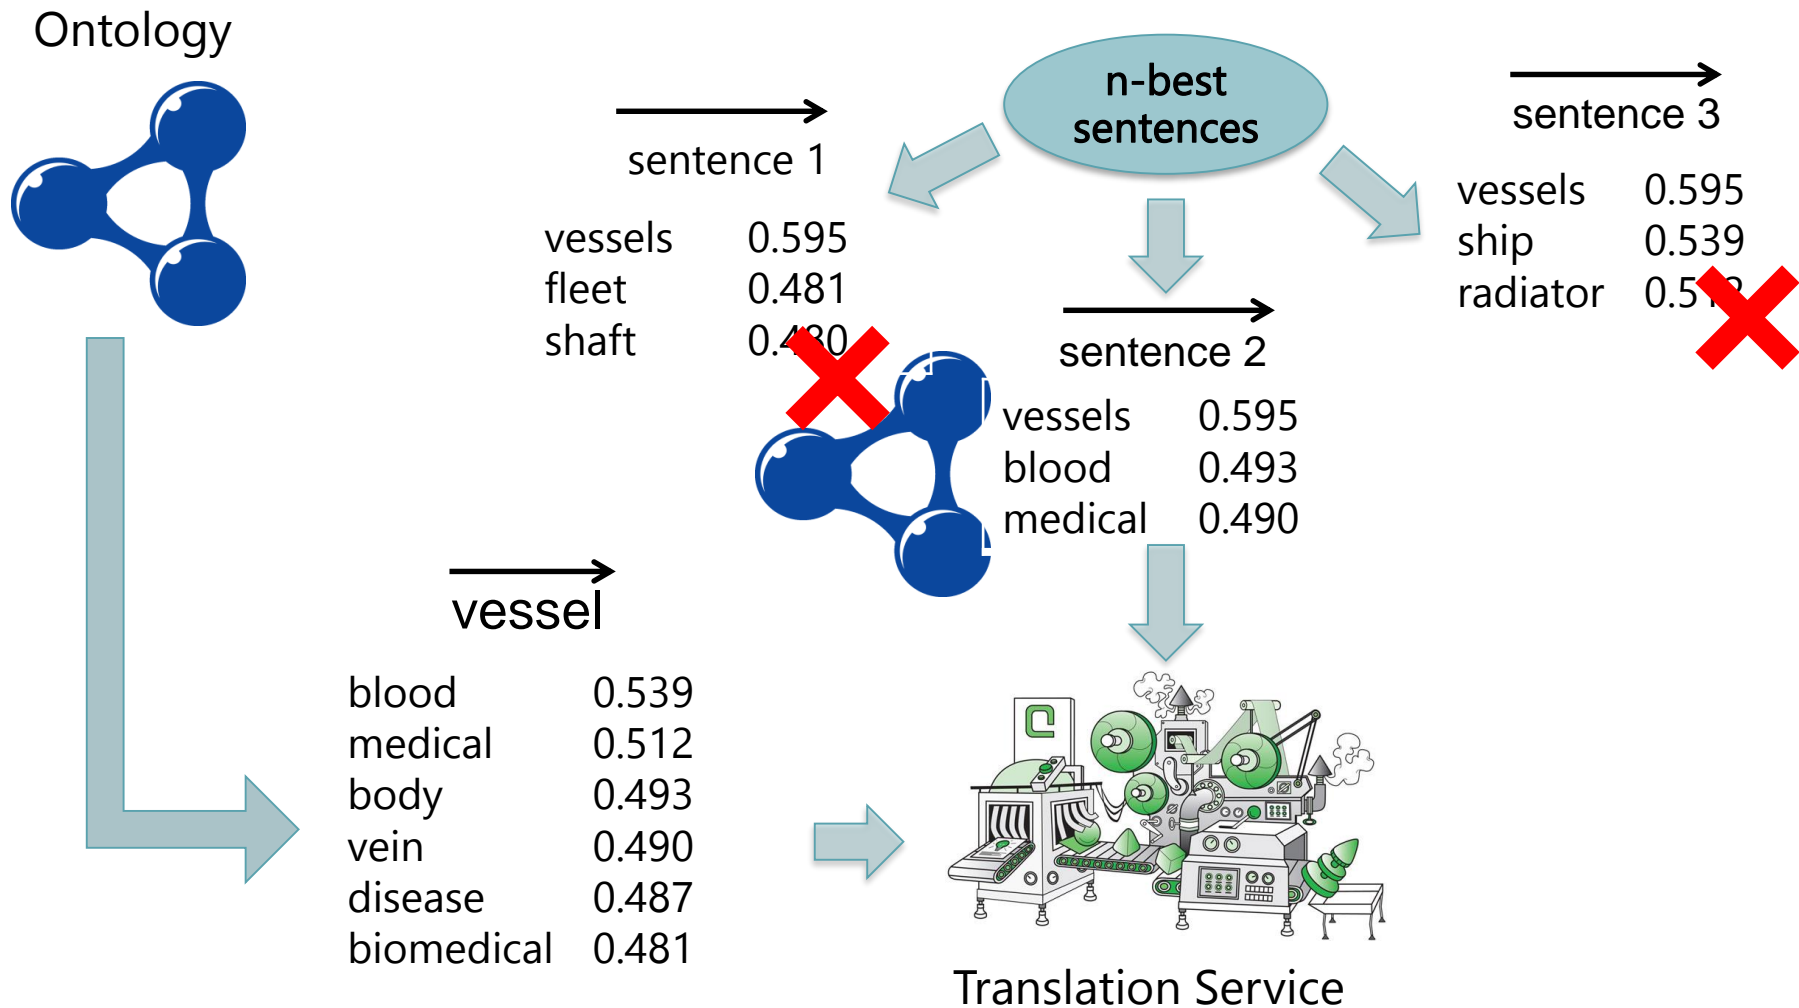 Ontology
n-best
sentences
sentence 1
vessels 0.595
fleet 0.481
shaft
sentence 2
vessels 0.595
blood 0.493
medical 0.490
sentence 3
vessels 0.595
ship 0.539
radiator
vessel
blood 0.539
medical 0.512
body 0.493
vein 0.490
disease 0.487
biomedical 0.481
Translation Service